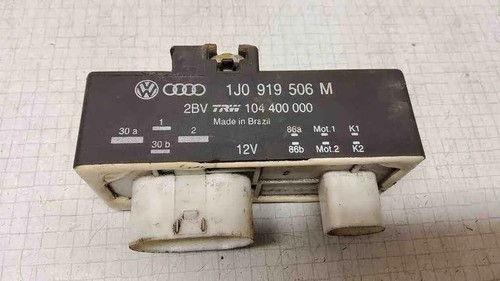 1J0 919 506 M
2BV TRW 104 400 000
Made in Brazil
30 a 1 2 86a Mot.1 K1
30 b 12V 86b Mot.2 K2